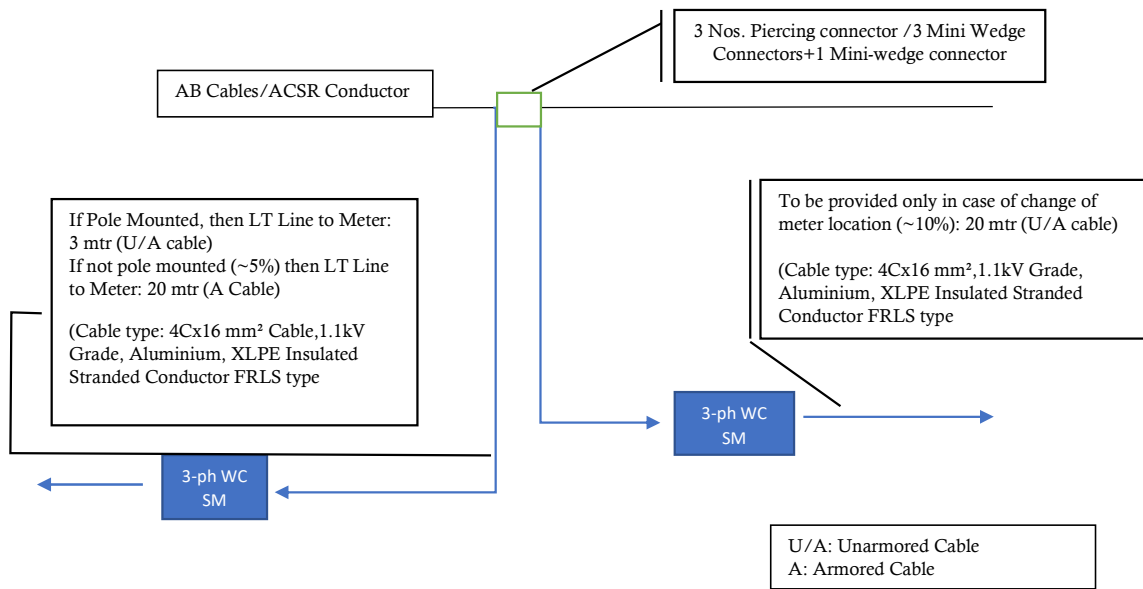 3 Nos. Piercing connector /3 Mini Wedge
Connectors+1 Mini-wedge connector
AB Cables/ACSR Conductor
If Pole Mounted, then LT Line to Meter:
3 mtr (U/A cable)
If not pole mounted (~5%) then LT Line
to Meter: 20 mtr (A Cable)
(Cable type: 4Cx16 mm² Cable,1.1kV
Grade, Aluminium, XLPE Insulated
Stranded Conductor FRLS type
To be provided only in case of change of
meter location (~10%): 20 mtr (U/A cable)
(Cable type: 4Cx16 mm²,1.1kV Grade,
Aluminium, XLPE Insulated Stranded
Conductor FRLS type
3-ph WC
SM
3-ph WC
SM
U/A: Unarmored Cable
A: Armored Cable